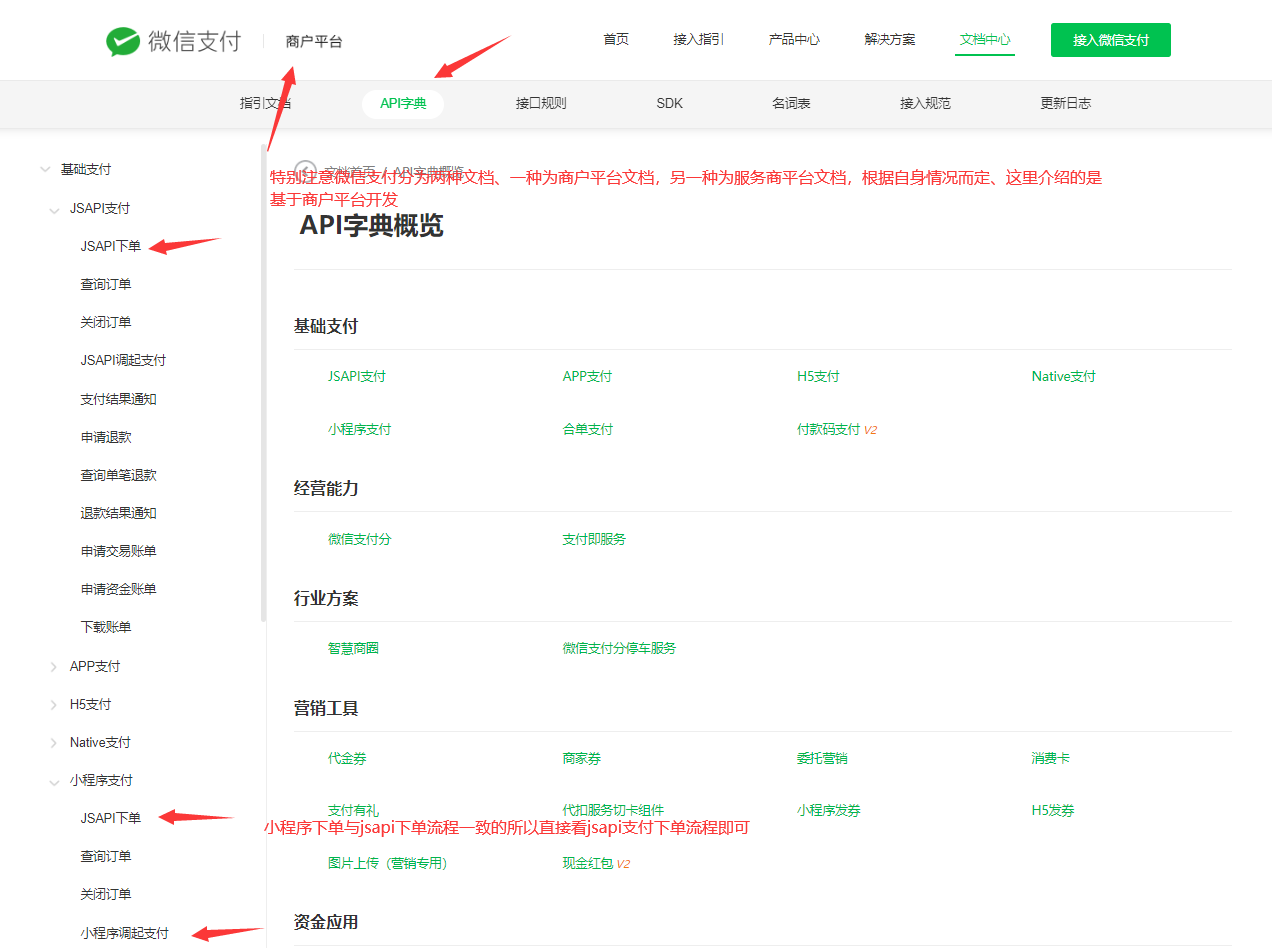 微信支付 商户平台 首页 接入指引 产品中心 解决方案 文档中心 接入微信支付
指引文档 API字典 接口规则 SDK 名词表 接入规范 更新日志
基础支付
JSAPI支付
JSAPI下单
查询订单
关闭订单
JSAPI调起支付
支付结果通知
申请退款
查询单笔退款
退款结果通知
申请交易账单
申请资金账单
下载账单
APP支付
H5支付
Native支付
小程序支付
JSAPI下单
查询订单
关闭订单
小程序调起支付
文档首页 / API字典概览
特别注意微信支付分为两种文档、一种为商户平台文档，另一种为服务商平台文档，根据自身情况而定、这里介绍的是
基于商户平台开发
API字典概览
基础支付
JSAPI支付 APP支付 H5支付 Native支付
小程序支付 合单支付 付款码支付 V2
经营能力
微信支付分 支付即服务
行业方案
智慧商圈 微信支付分停车服务
营销工具
代金券 商家券 委托营销 消费卡
支付有礼 代扣服务切卡组件 小程序发券 H5发券
小程序下单与jsapi下单流程一致的所以直接看jsapi支付下单流程即可
图片上传（营销专用） 现金红包 V2
资金应用